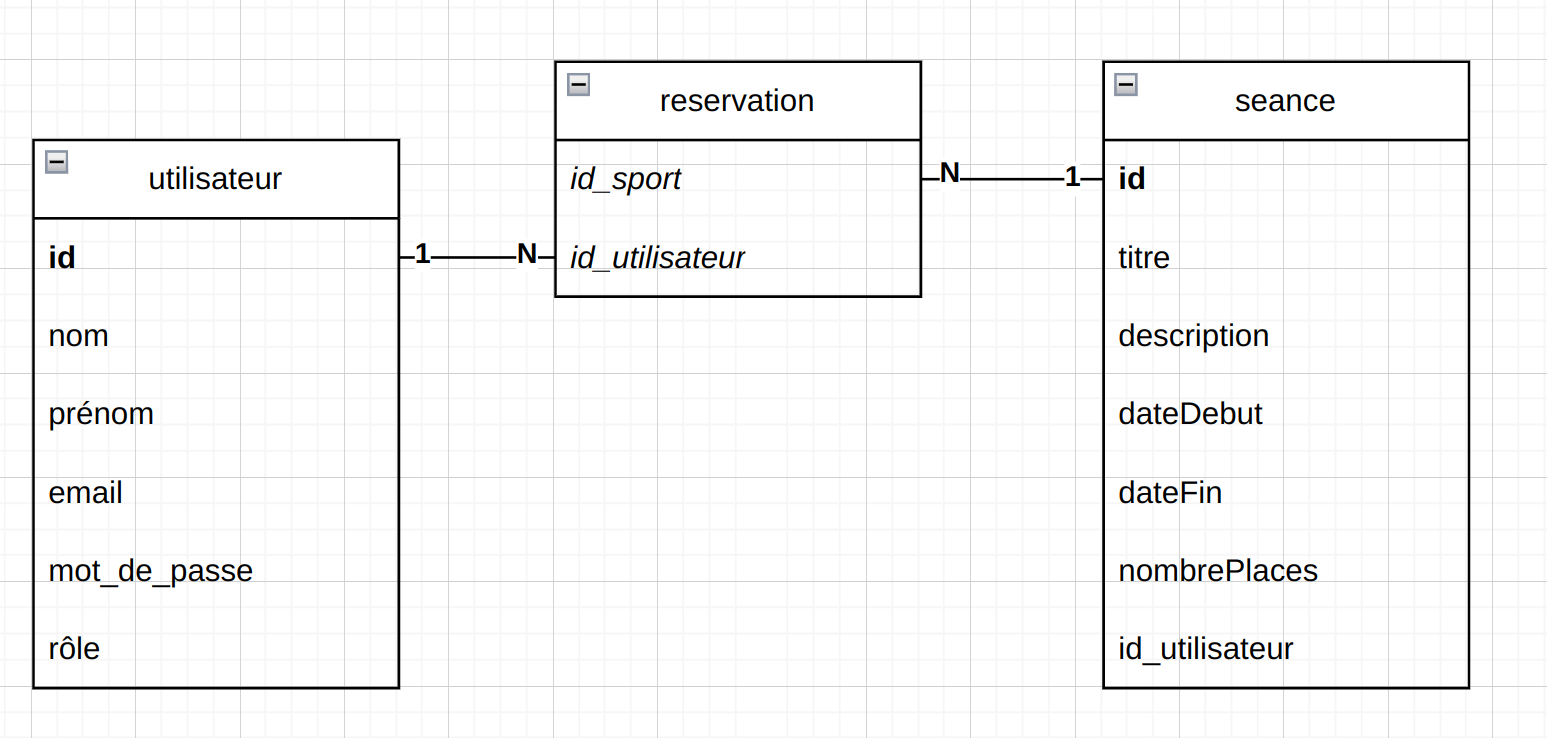 utilisateur
id
nom
prénom
email
mot_de_passe
rôle
1
N
reservation
id_sport
id_utilisateur
N
1
seance
id
titre
description
dateDebut
dateFin
nombrePlaces
id_utilisateur